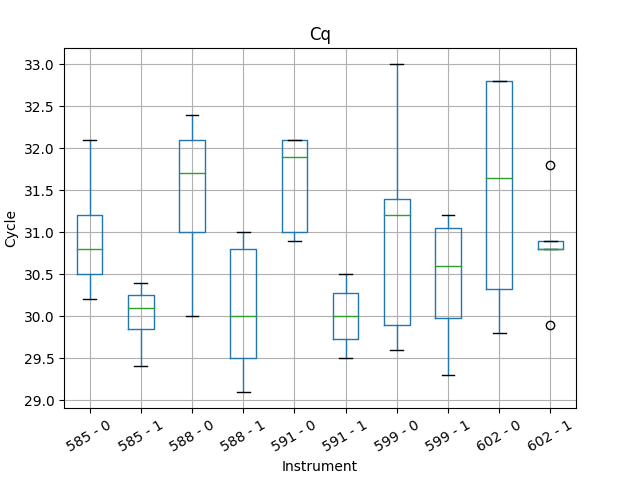 Cq
33.0
32.5
32.0
31.5
31.0
30.5
30.0
29.5
29.0
Cycle
585 - 0
585 - 1
588 - 0
588 - 1
591 - 0
591 - 1
599 - 0
599 - 1
602 - 0
602 - 1
Instrument